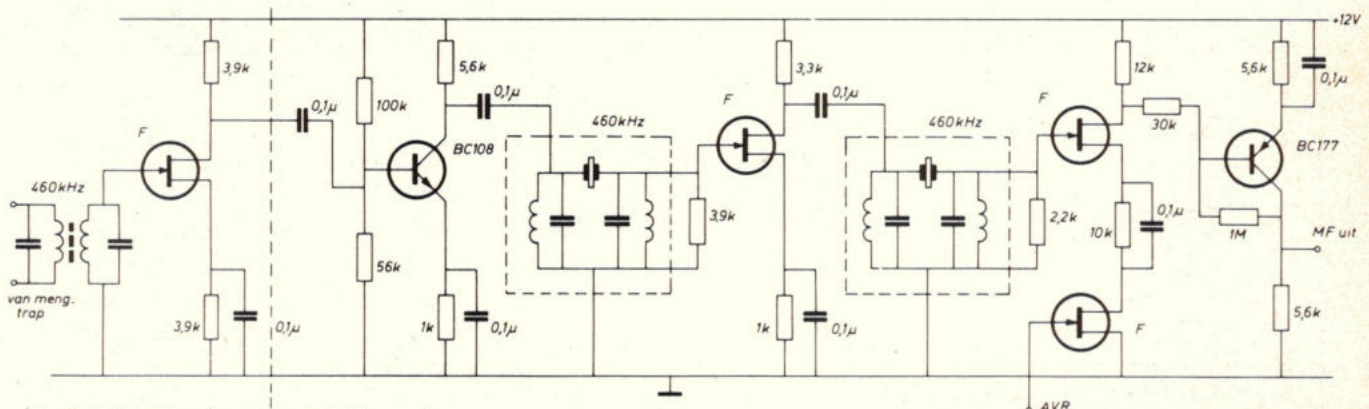 +12V
3,9k
5,6k
3,3k
12k
5,6k
0,1µ
100k
0,1µ
0,1µ
0,1µ
30k
F
F
F
460kHz
460kHz
BC108
BC177
460kHz
3,9k
2,2k
10k
0,1µ
1M
MF uit
56k
van meng.
trap
3,9k
0,1µ
1k
0,1µ
1k
0,1µ
F
5,6k
AVR